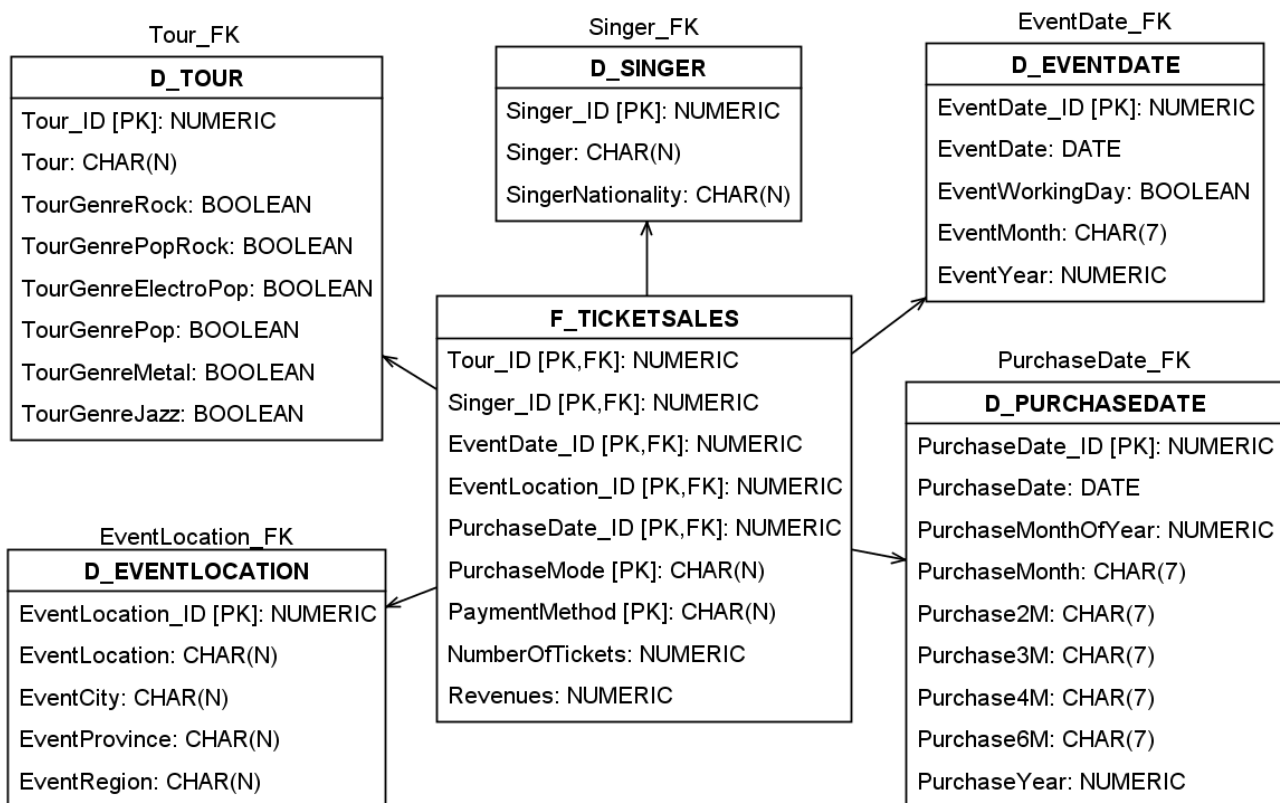 Tour_FK
D_TOUR
Tour_ID [PK]: NUMERIC
Tour: CHAR(N)
TourGenreRock: BOOLEAN
TourGenrePopRock: BOOLEAN
TourGenreElectroPop: BOOLEAN
TourGenrePop: BOOLEAN
TourGenreMetal: BOOLEAN
TourGenreJazz: BOOLEAN
Singer_FK
D_SINGER
Singer_ID [PK]: NUMERIC
Singer: CHAR(N)
SingerNationality: CHAR(N)
EventDate_FK
D_EVENTDATE
EventDate_ID [PK]: NUMERIC
EventDate: DATE
EventWorkingDay: BOOLEAN
EventMonth: CHAR(7)
EventYear: NUMERIC
F_TICKETSALES
Tour_ID [PK,FK]: NUMERIC
Singer_ID [PK,FK]: NUMERIC
EventDate_ID [PK,FK]: NUMERIC
EventLocation_ID [PK,FK]: NUMERIC
PurchaseDate_ID [PK,FK]: NUMERIC
PurchaseMode [PK]: CHAR(N)
PaymentMethod [PK]: CHAR(N)
NumberOfTickets: NUMERIC
Revenues: NUMERIC
PurchaseDate_FK
D_PURCHASEDATE
PurchaseDate_ID [PK]: NUMERIC
PurchaseDate: DATE
PurchaseMonthOfYear: NUMERIC
PurchaseMonth: CHAR(7)
Purchase2M: CHAR(7)
Purchase3M: CHAR(7)
Purchase4M: CHAR(7)
Purchase6M: CHAR(7)
PurchaseYear: NUMERIC
EventLocation_FK
D_EVENTLOCATION
EventLocation_ID [PK]: NUMERIC
EventLocation: CHAR(N)
EventCity: CHAR(N)
EventProvince: CHAR(N)
EventRegion: CHAR(N)